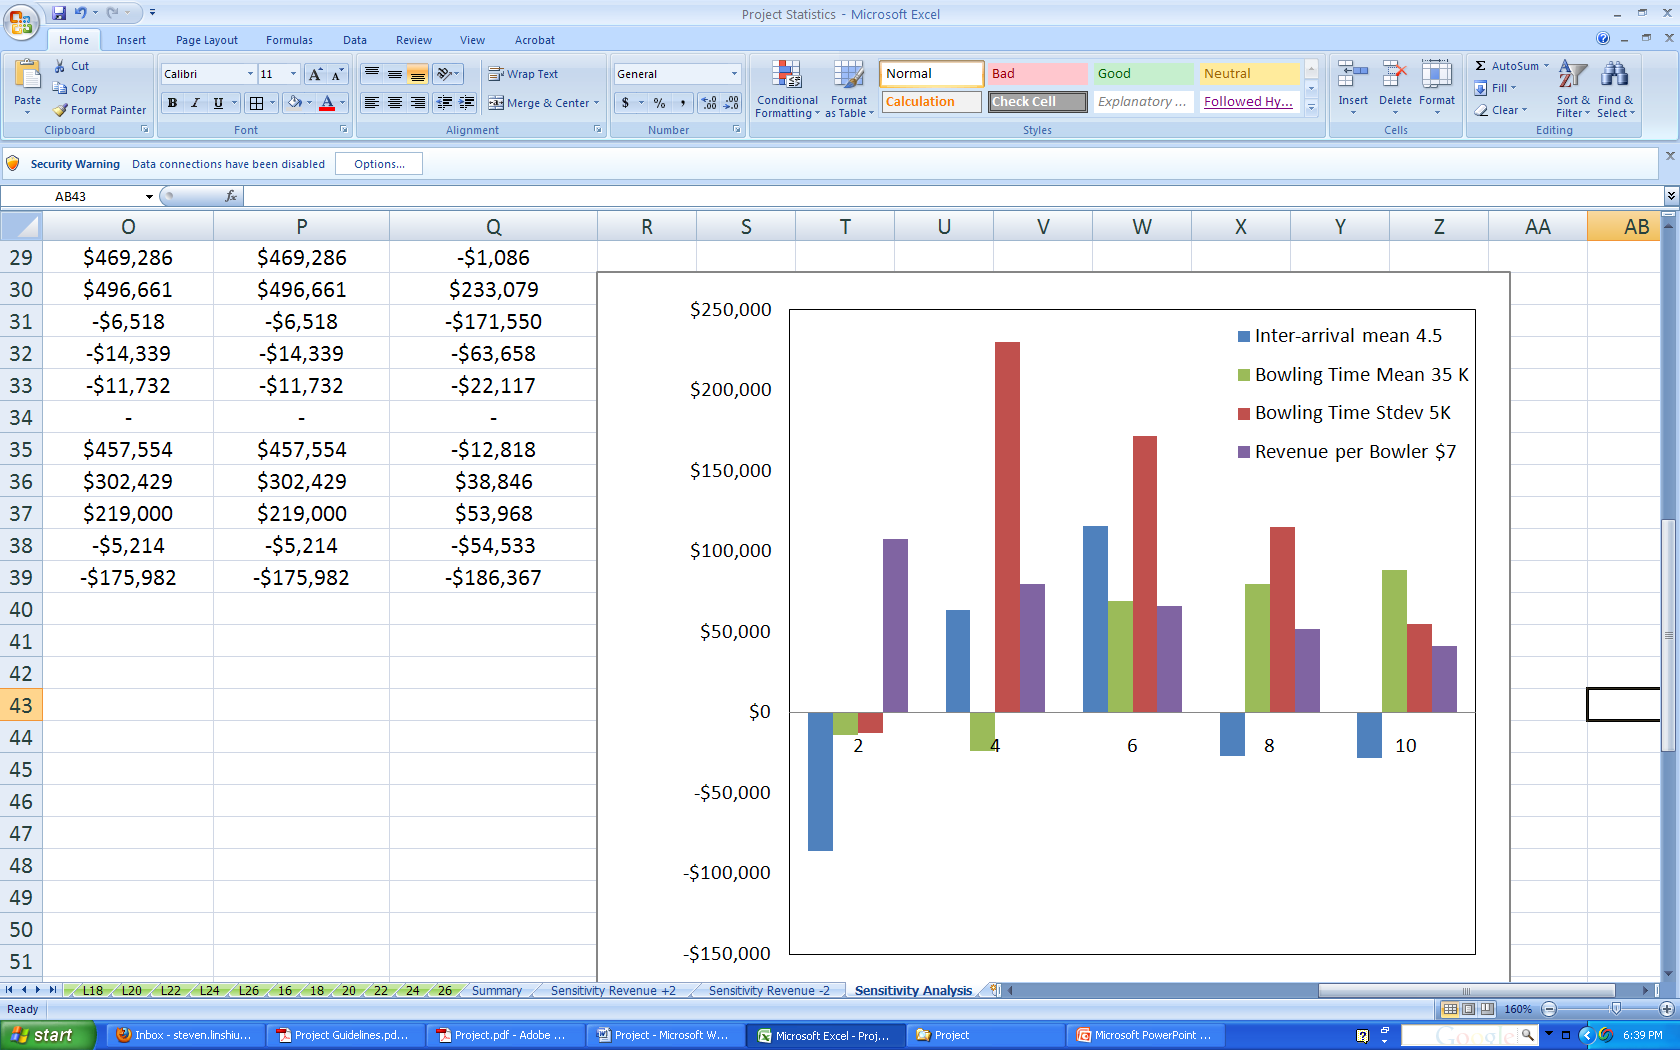 Project Statistics - Microsoft Excel
Home Insert Page Layout Formulas Data Review View Acrobat
Paste
Cut
Copy
Format Painter
Clipboard
Calibri 11
B I U
Font
Wrap Text
Merge & Center
Alignment
General
$ % ,
Number
Conditional Formatting
Format as Table
Normal Bad Good Neutral
Calculation Check Cell Explanatory ... Followed Hy...
Styles
Insert Delete Format
Cells
Σ AutoSum
Fill
Clear
Sort & Filter
Find & Select
Editing
Security Warning Data connections have been disabled Options...
AB43 fx
O P Q R S T U V W X Y Z AA AB
29 $469,286 $469,286 -$1,086
30 $496,661 $496,661 $233,079
31 -$6,518 -$6,518 -$171,550
32 -$14,339 -$14,339 -$63,658
33 -$11,732 -$11,732 -$22,117
34 - - -
35 $457,554 $457,554 -$12,818
36 $302,429 $302,429 $38,846
37 $219,000 $219,000 $53,968
38 -$5,214 -$5,214 -$54,533
39 -$175,982 -$175,982 -$186,367
40
41
42
43
44
45
46
47
48
49
50
51
$250,000
$200,000
$150,000
$100,000
$50,000
$0
-$50,000
-$100,000
-$150,000
Inter-arrival mean 4.5
Bowling Time Mean 35 K
Bowling Time Stdev 5K
Revenue per Bowler $7
2 4 6 8 10
L18 L20 L22 L24 L26 16 18 20 22 24 26 Summary Sensitivity Revenue +2 Sensitivity Revenue -2 Sensitivity Analysis
Ready 160%
start Inbox - steven.linshiu... Project Guidelines.pd... Project.pdf - Adobe ... Project - Microsoft W... Microsoft Excel - Proj... Project Microsoft PowerPoint ... Google 6:39 PM